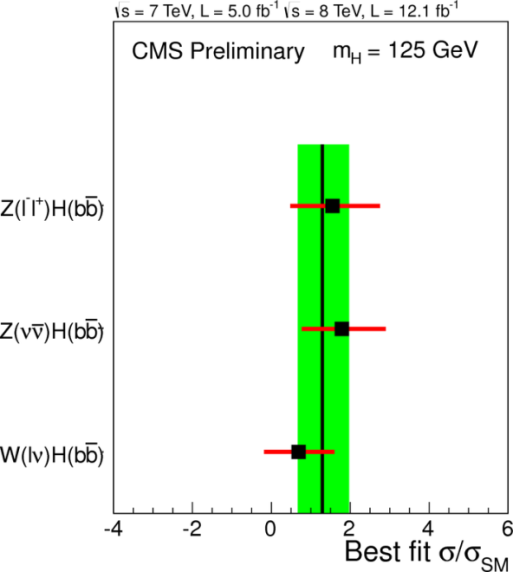 √s = 7 TeV, L = 5.0 fb⁻¹ √s = 8 TeV, L = 12.1 fb⁻¹
CMS Preliminary m_H = 125 GeV
Z(l⁻l⁺)H(bb̅)
Z(νν̅)H(bb̅)
W(lν)H(bb̅)
-4 -2 0 2 4 6
Best fit σ/σ_SM